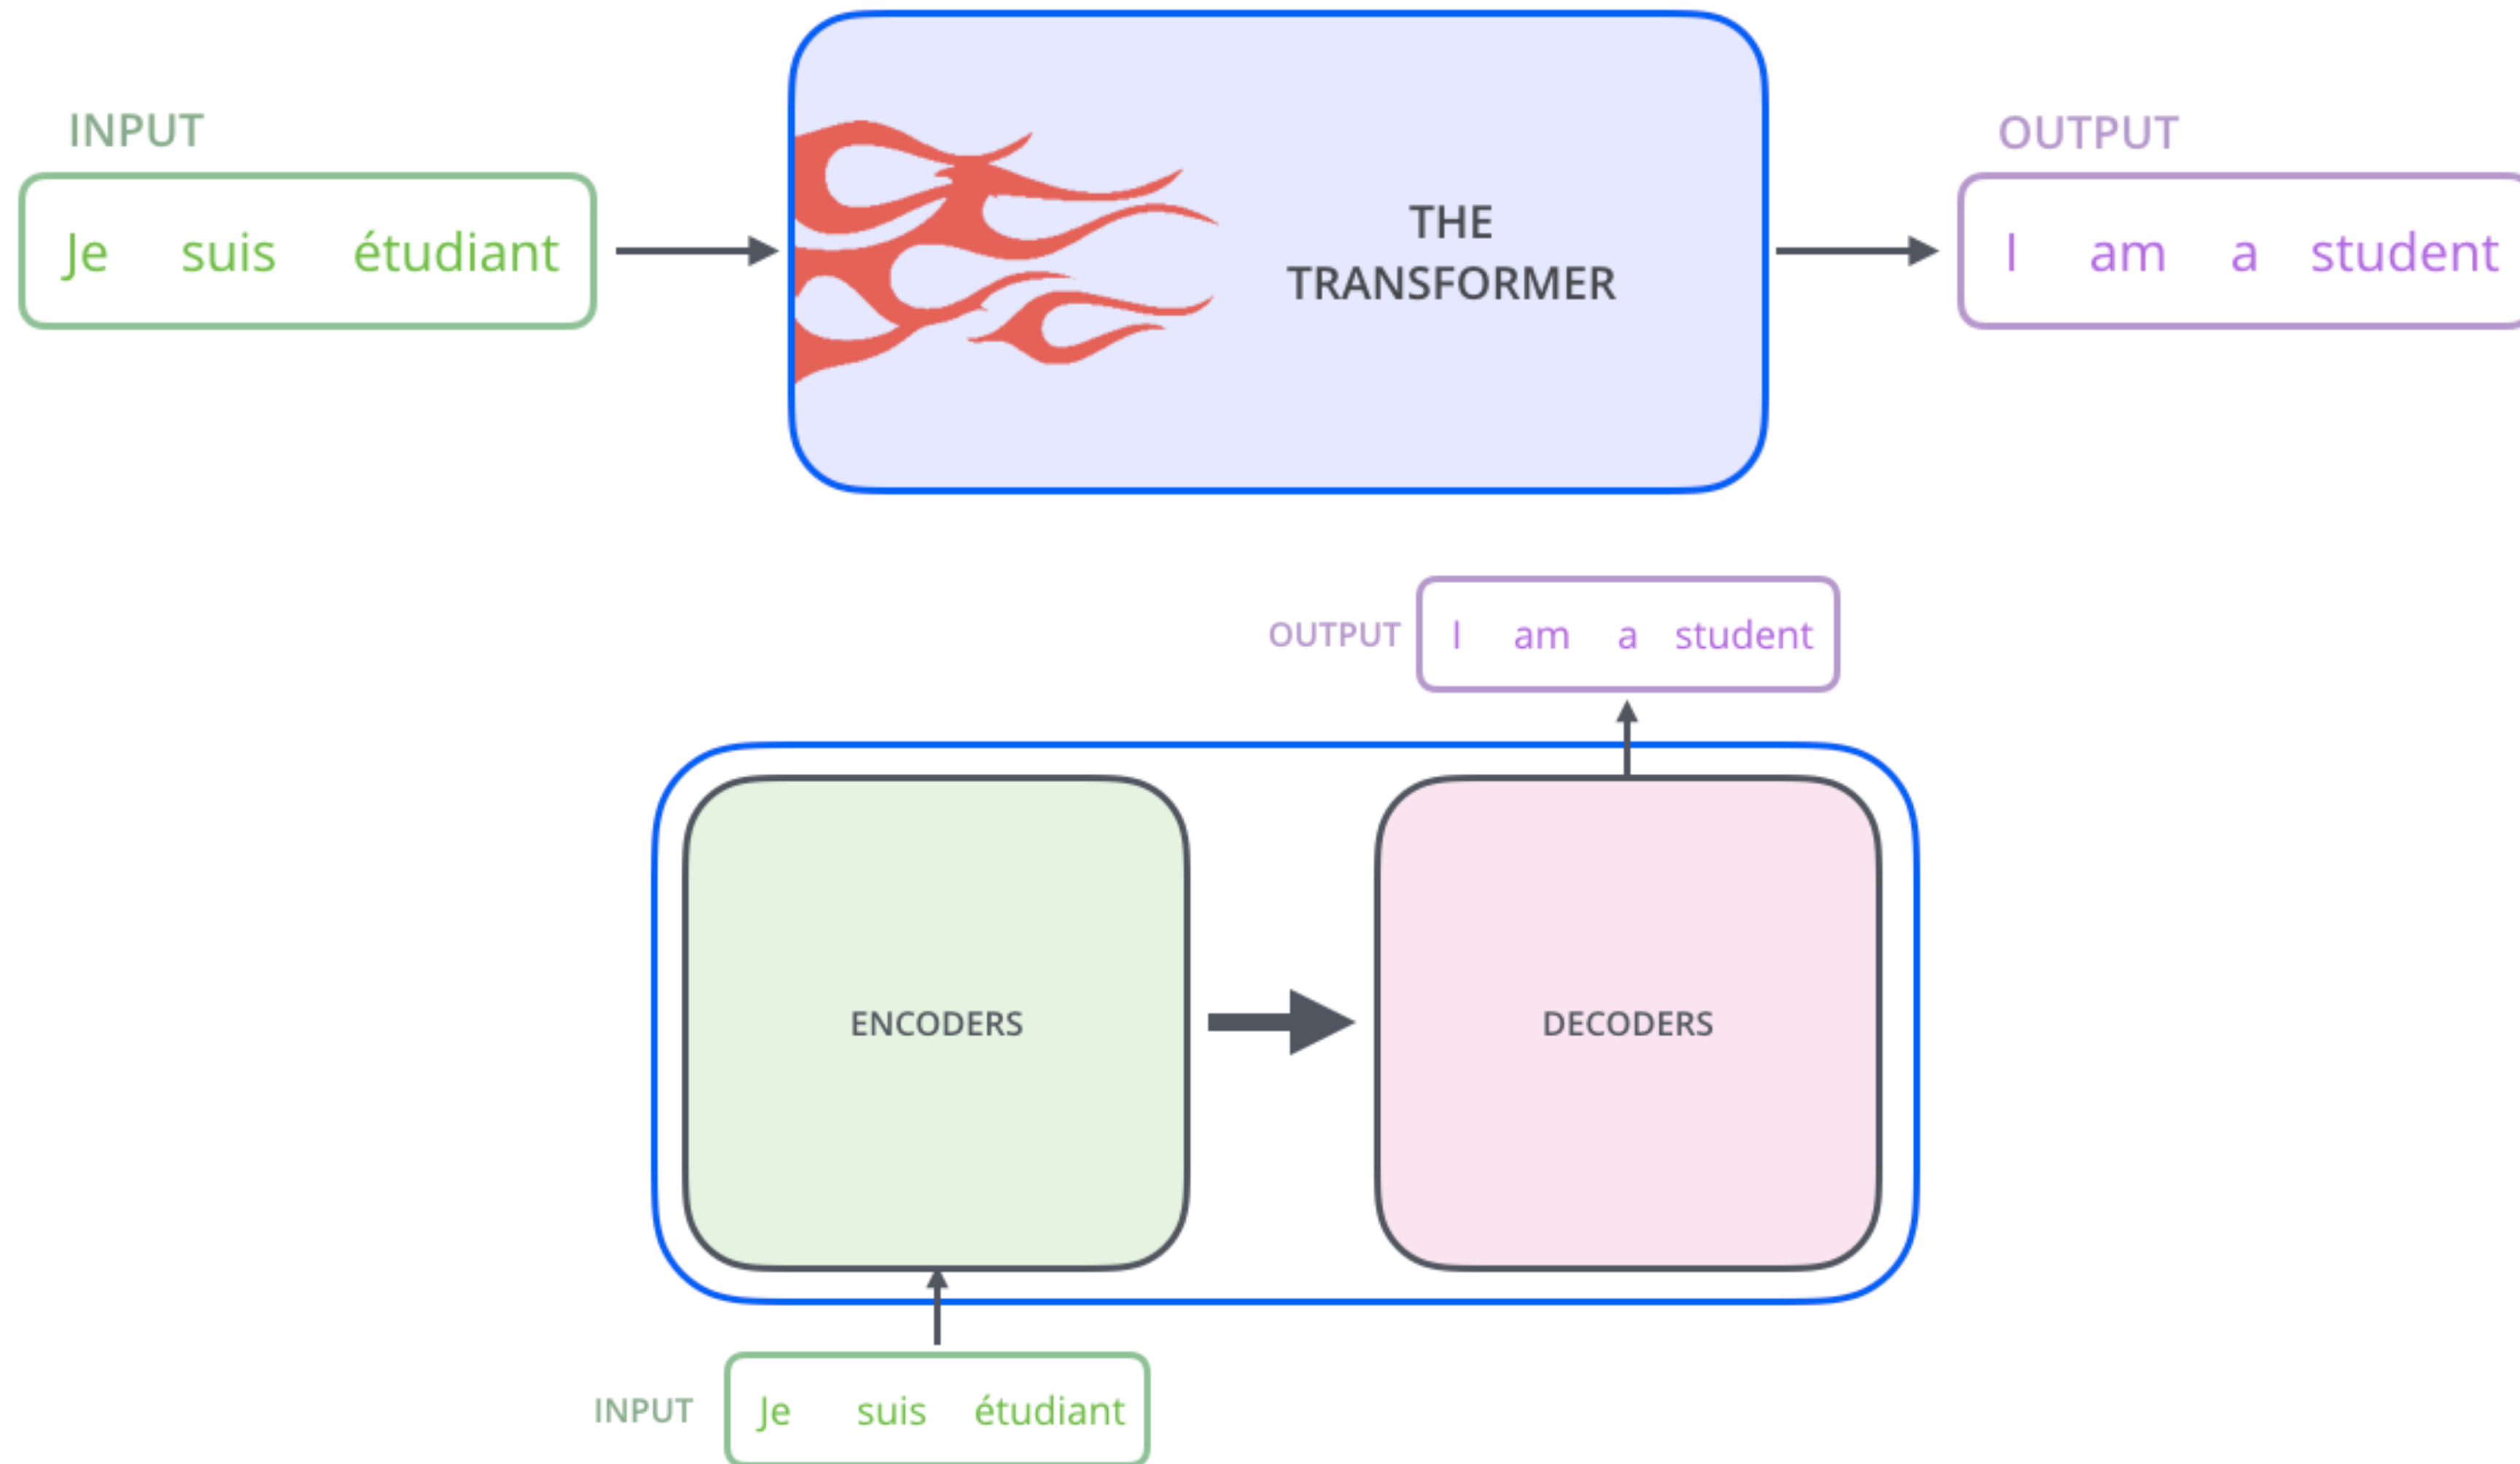 INPUT
Je suis étudiant
THE
TRANSFORMER
OUTPUT
I am a student
OUTPUT
I am a student
ENCODERS
DECODERS
INPUT
Je suis étudiant